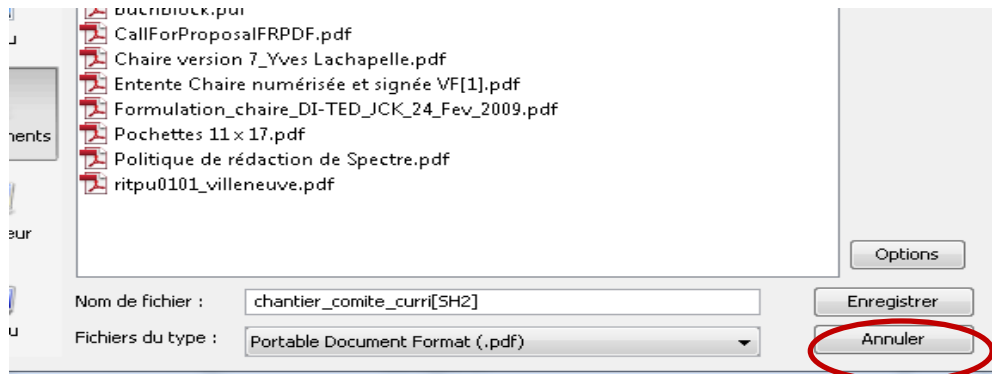 CallForProposalFRPDF.pdf
Chaire version 7_Yves Lachapelle.pdf
Entente Chaire numérisée et signée VF[1].pdf
Formulation_chaire_DI-TED_JCK_24_Fev_2009.pdf
Pochettes 11 x 17.pdf
Politique de rédaction de Spectre.pdf
ritpu0101_villeneuve.pdf
Options
Nom de fichier :
chantier_comite_curri[SH2]
Enregistrer
Fichiers du type :
Portable Document Format (.pdf)
Annuler